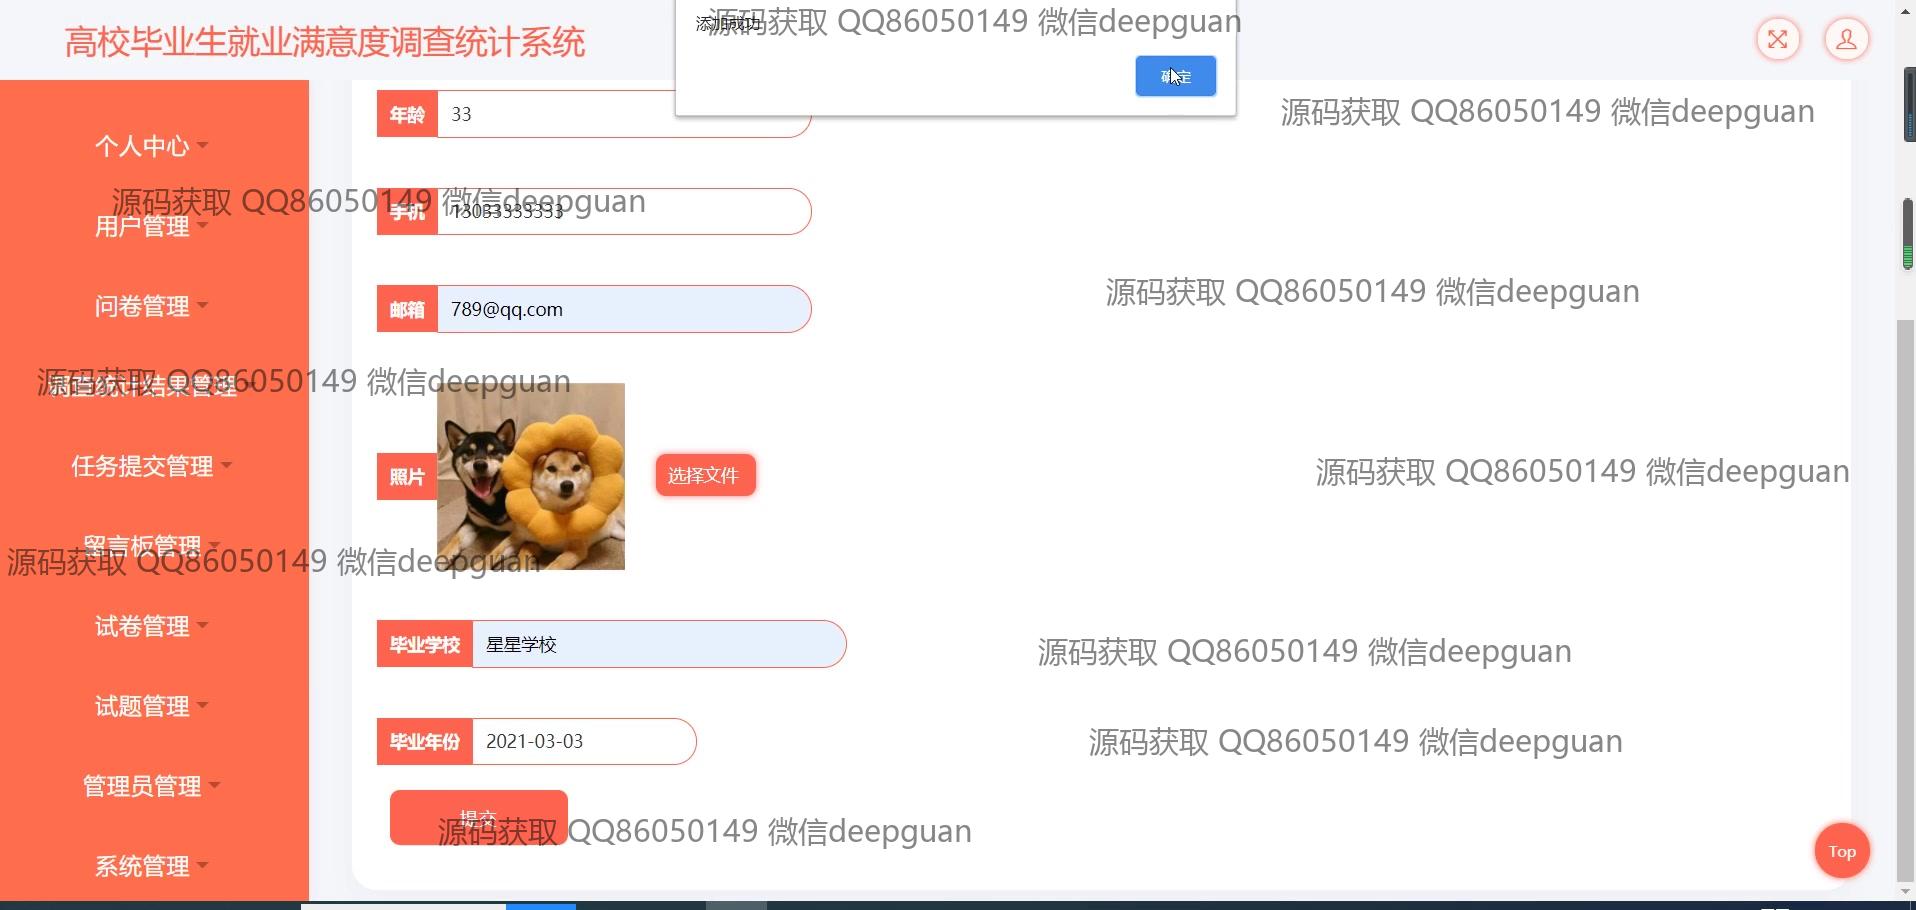 高校毕业生就业满意度调查统计系统
添加成功
源码获取 QQ86050149 微信deepguan
确定
个人中心
用户管理
问卷管理
调查统计结果管理
任务提交管理
留言板管理
试卷管理
试题管理
管理员管理
系统管理
年龄 33
源码获取 QQ86050149 微信deepguan
源码获取 QQ86050149 微信deepguan
手机 13033333333
源码获取 QQ86050149 微信deepguan
邮箱 789@qq.com
源码获取 QQ86050149 微信deepguan
照片
选择文件
源码获取 QQ86050149 微信deepguan
源码获取 QQ86050149 微信deepguan
毕业学校 星星学校
源码获取 QQ86050149 微信deepguan
毕业年份 2021-03-03
源码获取 QQ86050149 微信deepguan
提交
源码获取 QQ86050149 微信deepguan
Top